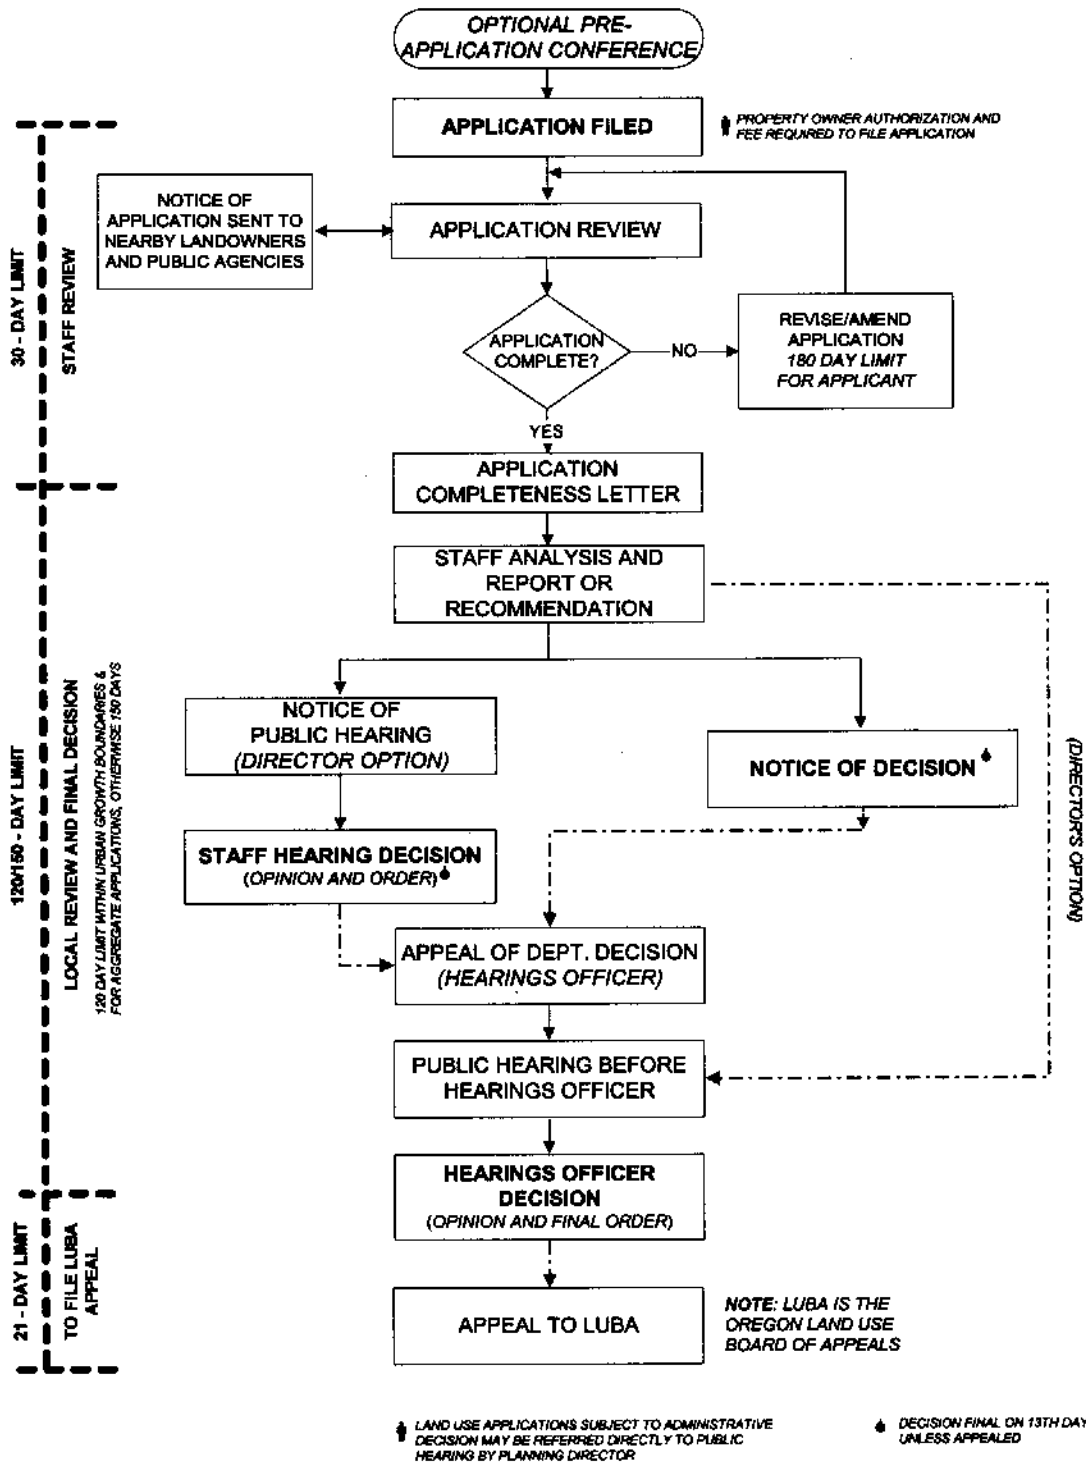 OPTIONAL PRE-
APPLICATION CONFERENCE
APPLICATION FILED
PROPERTY OWNER AUTHORIZATION AND
FEE REQUIRED TO FILE APPLICATION
NOTICE OF
APPLICATION SENT TO
NEARBY LANDOWNERS
AND PUBLIC AGENCIES
APPLICATION REVIEW
30 - DAY LIMIT
STAFF REVIEW
APPLICATION
COMPLETE?
NO
REVISE/AMEND
APPLICATION
180 DAY LIMIT
FOR APPLICANT
YES
APPLICATION
COMPLETENESS LETTER
STAFF ANALYSIS AND
REPORT OR
RECOMMENDATION
120/150 - DAY LIMIT
LOCAL REVIEW AND FINAL DECISION
120 DAY LIMIT WITHIN URBAN GROWTH BOUNDARIES &
FOR AGGREGATE APPLICATIONS, OTHERWISE 150 DAYS
NOTICE OF
PUBLIC HEARING
(DIRECTOR OPTION)
NOTICE OF DECISION
(DIRECTOR'S OPTION)
STAFF HEARING DECISION
(OPINION AND ORDER)
APPEAL OF DEPT. DECISION
(HEARINGS OFFICER)
PUBLIC HEARING BEFORE
HEARINGS OFFICER
HEARINGS OFFICER
DECISION
(OPINION AND FINAL ORDER)
21 - DAY LIMIT
TO FILE LUBA
APPEAL
APPEAL TO LUBA
NOTE: LUBA IS THE
OREGON LAND USE
BOARD OF APPEALS
LAND USE APPLICATIONS SUBJECT TO ADMINISTRATIVE
DECISION MAY BE REFERRED DIRECTLY TO PUBLIC
HEARING BY PLANNING DIRECTOR
DECISION FINAL ON 13TH DAY
UNLESS APPEALED